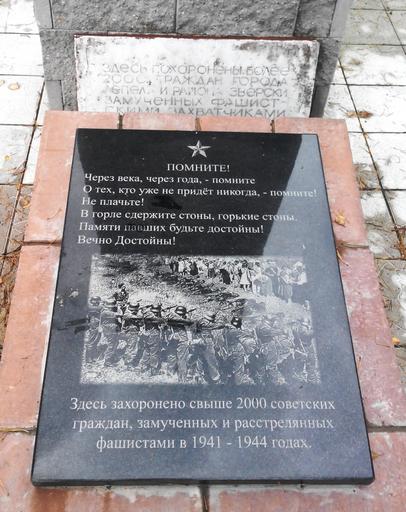 ЗДЕСЬ ПОХОРОНЕНЫ БОЛЕЕ
2000 ГРАЖДАН ГОРОДА
И РАЙОНА ЗВЕРСКИ
ЗАМУЧЕННЫХ ФАШИСТ-
СКИМИ ЗАХВАТЧИКАМИ
ПОМНИТЕ!
Через века, через года, - помните
О тех, кто уже не придёт никогда, - помните!
Не плачьте!
В горле сдержите стоны, горькие стоны.
Памяти павших будьте достойны!
Вечно Достойны!
Здесь захоронено свыше 2000 советских
граждан, замученных и расстрелянных
фашистами в 1941 - 1944 годах.